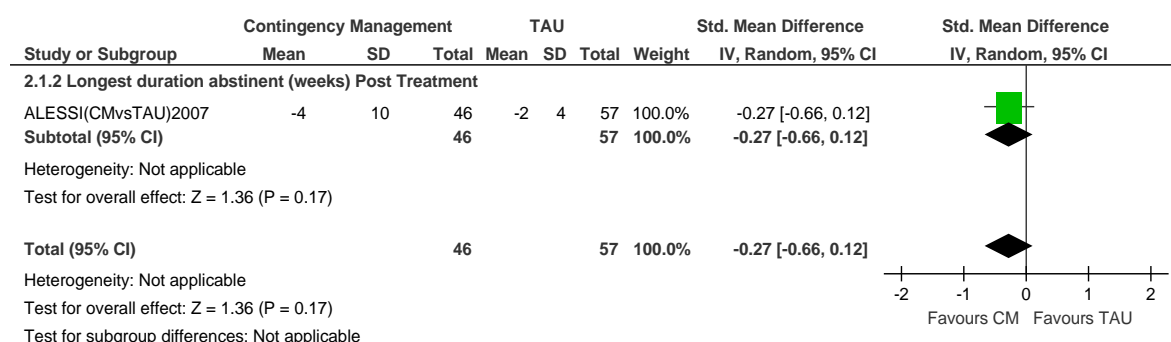 Contingency Management TAU Std. Mean Difference Std. Mean Difference
Study or Subgroup Mean SD Total Mean SD Total Weight IV, Random, 95% CI IV, Random, 95% CI
2.1.2 Longest duration abstinent (weeks) Post Treatment
ALESSI(CMvsTAU)2007 -4 10 46 -2 4 57 100.0% -0.27 [-0.66, 0.12]
Subtotal (95% CI) 46 57 100.0% -0.27 [-0.66, 0.12]
Heterogeneity: Not applicable
Test for overall effect: Z = 1.36 (P = 0.17)
Total (95% CI) 46 57 100.0% -0.27 [-0.66, 0.12]
Heterogeneity: Not applicable
Test for overall effect: Z = 1.36 (P = 0.17)
Test for subgroup differences: Not applicable
-2 -1 0 1 2
Favours CM Favours TAU